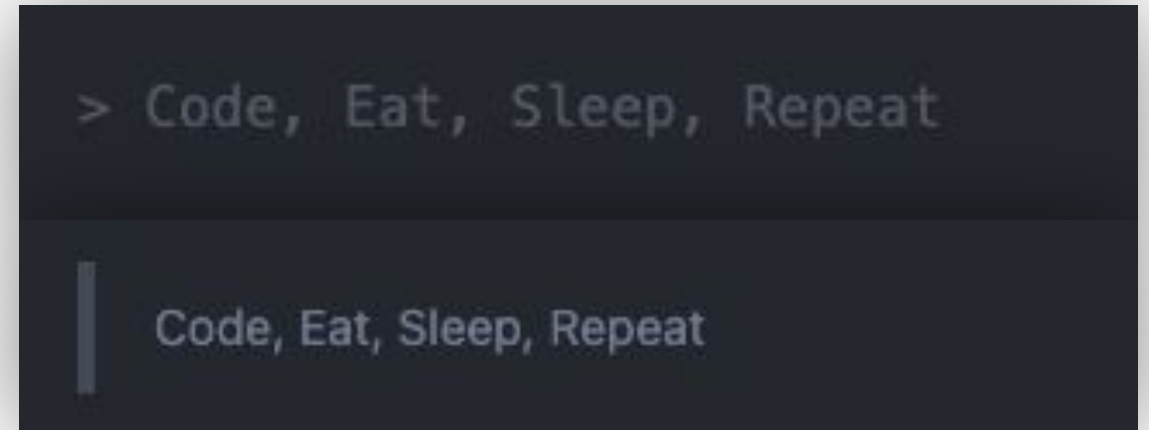 > Code, Eat, Sleep, Repeat
Code, Eat, Sleep, Repeat